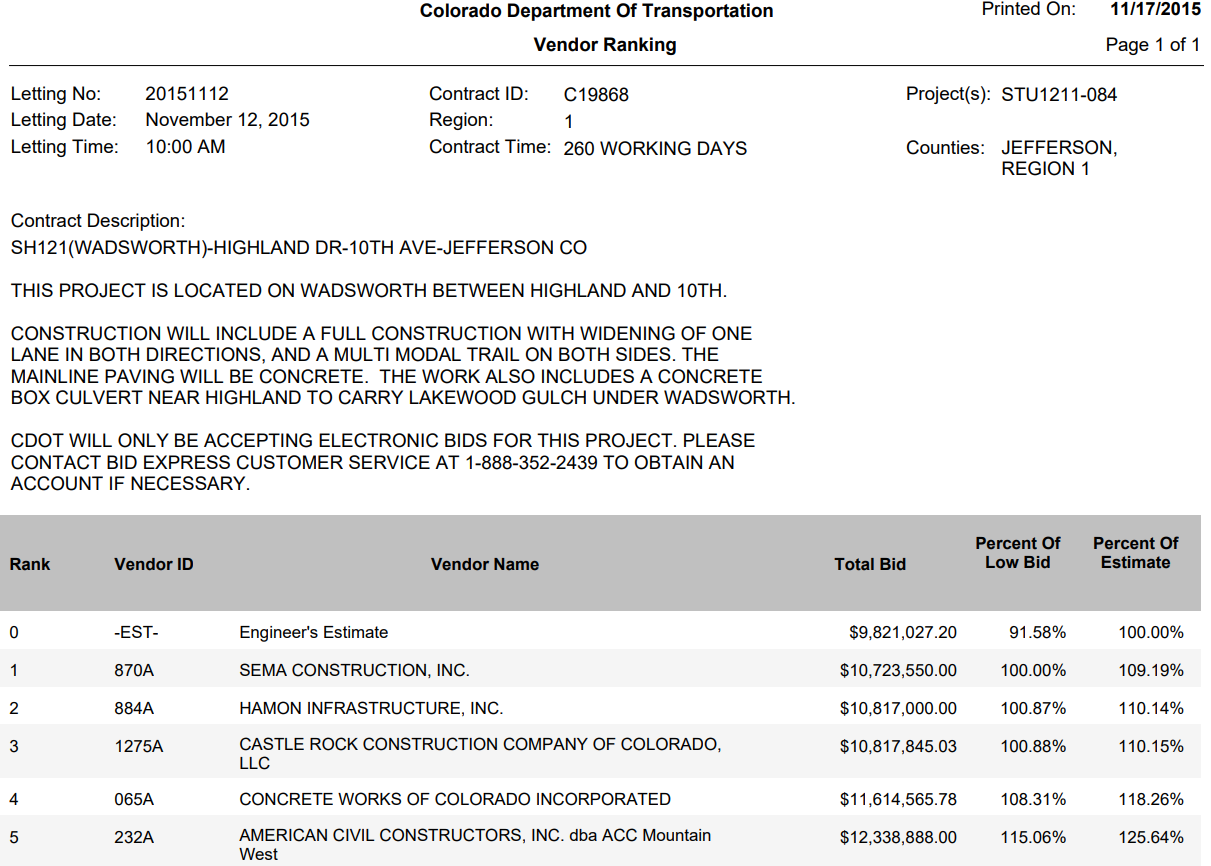 Colorado Department Of Transportation
Printed On: 11/17/2015
Vendor Ranking
Page 1 of 1
Letting No: 20151112 Contract ID: C19868 Project(s): STU1211-084
Letting Date: November 12, 2015 Region: 1
Letting Time: 10:00 AM Contract Time: 260 WORKING DAYS Counties: JEFFERSON,
REGION 1
Contract Description:
SH121(WADSWORTH)-HIGHLAND DR-10TH AVE-JEFFERSON CO
THIS PROJECT IS LOCATED ON WADSWORTH BETWEEN HIGHLAND AND 10TH.
CONSTRUCTION WILL INCLUDE A FULL CONSTRUCTION WITH WIDENING OF ONE
LANE IN BOTH DIRECTIONS, AND A MULTI MODAL TRAIL ON BOTH SIDES. THE
MAINLINE PAVING WILL BE CONCRETE. THE WORK ALSO INCLUDES A CONCRETE
BOX CULVERT NEAR HIGHLAND TO CARRY LAKEWOOD GULCH UNDER WADSWORTH.
CDOT WILL ONLY BE ACCEPTING ELECTRONIC BIDS FOR THIS PROJECT. PLEASE
CONTACT BID EXPRESS CUSTOMER SERVICE AT 1-888-352-2439 TO OBTAIN AN
ACCOUNT IF NECESSARY.
Rank Vendor ID Vendor Name Total Bid Percent Of Low Bid Percent Of Estimate
0 -EST- Engineer's Estimate $9,821,027.20 91.58% 100.00%
1 870A SEMA CONSTRUCTION, INC. $10,723,550.00 100.00% 109.19%
2 884A HAMON INFRASTRUCTURE, INC. $10,817,000.00 100.87% 110.14%
3 1275A CASTLE ROCK CONSTRUCTION COMPANY OF COLORADO, $10,817,845.03 100.88% 110.15%
LLC
4 065A CONCRETE WORKS OF COLORADO INCORPORATED $11,614,565.78 108.31% 118.26%
5 232A AMERICAN CIVIL CONSTRUCTORS, INC. dba ACC Mountain $12,338,888.00 115.06% 125.64%
West